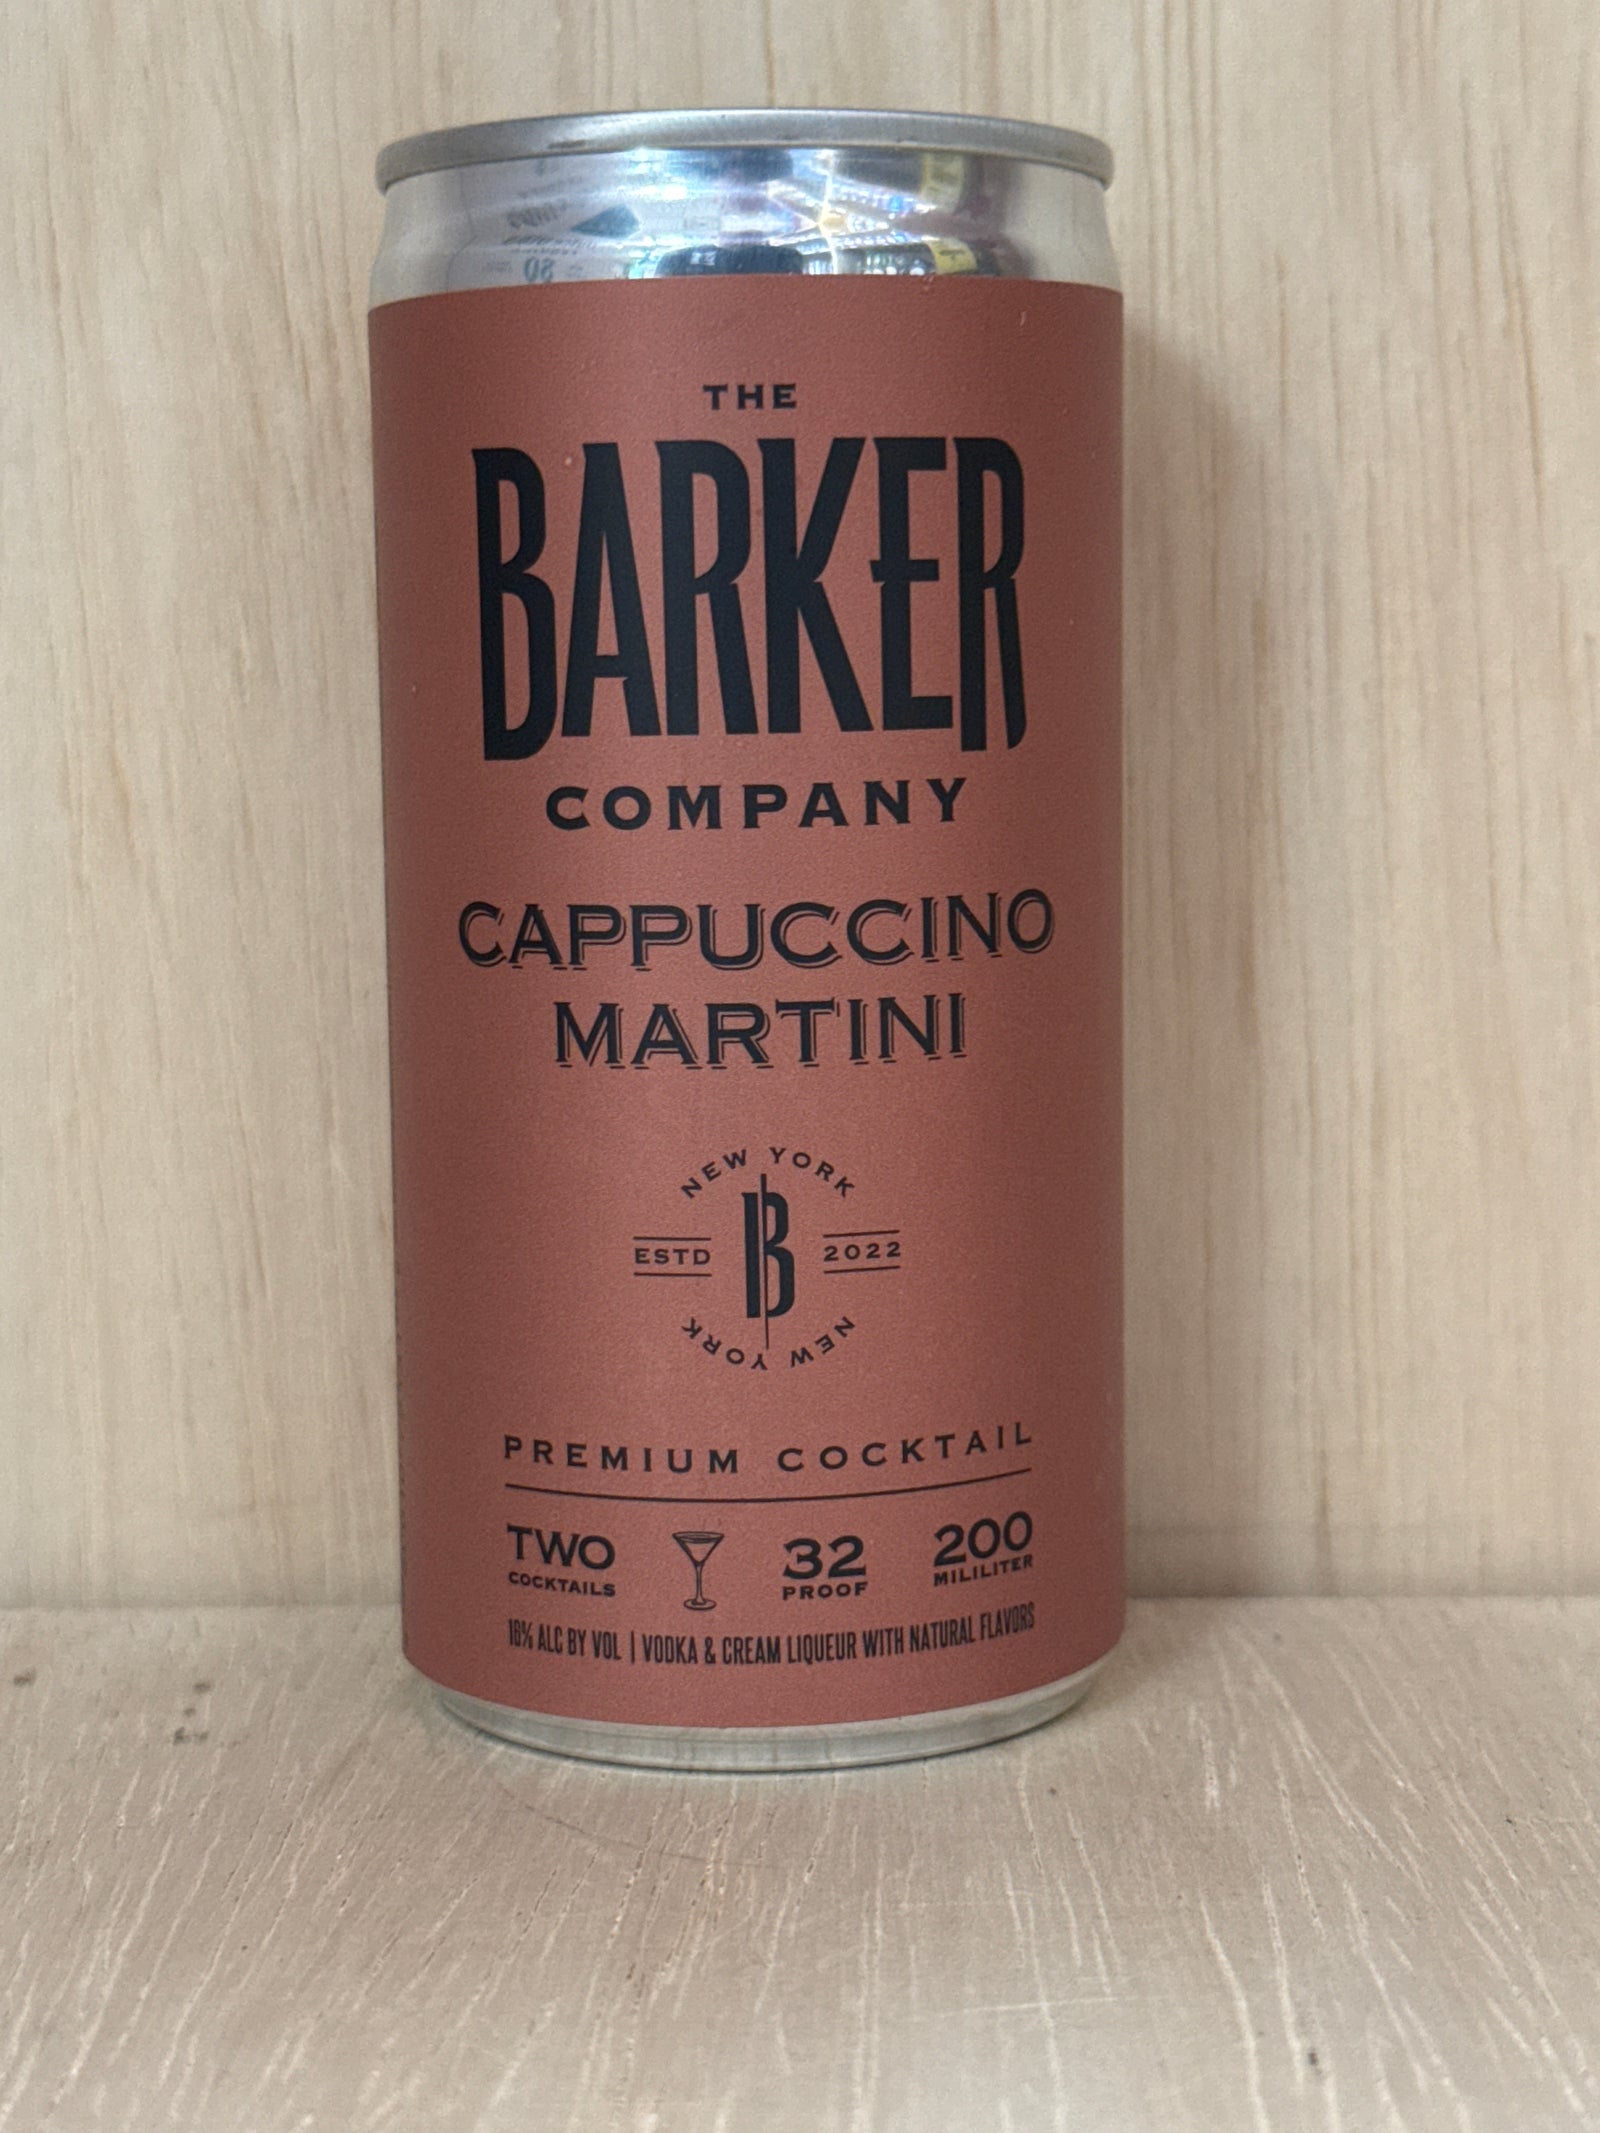 THE
BARKER
COMPANY
CAPPUCCINO
MARTINI
NEW YORK
ESTD B 2022
NEW YORK
PREMIUM COCKTAIL
TWO
COCKTAILS
32
PROOF
200
MILILITER
16% ALC BY VOL | VODKA & CREAM LIQUEUR WITH NATURAL FLAVORS